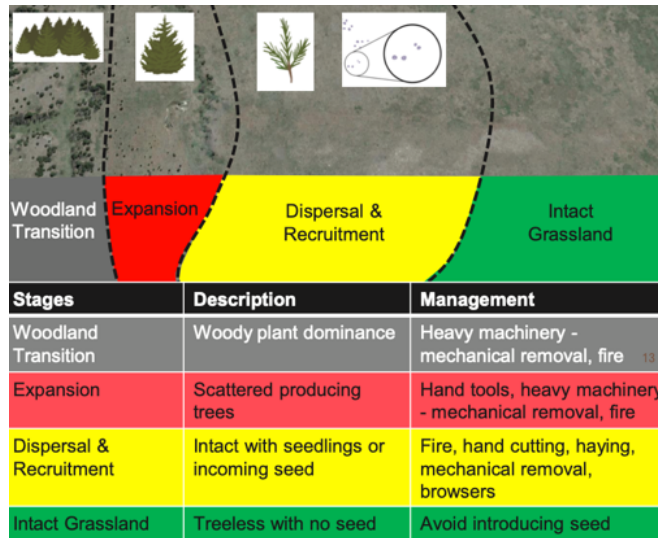 Woodland
Transition
Expansion
Dispersal &
Recruitment
Intact
Grassland
Stages Description Management
Woodland
Transition
Woody plant dominance
Heavy machinery -
mechanical removal, fire
13
Expansion
Scattered producing
trees
Hand tools, heavy machinery
- mechanical removal, fire
Dispersal &
Recruitment
Intact with seedlings or
incoming seed
Fire, hand cutting, haying,
mechanical removal,
browsers
Intact Grassland
Treeless with no seed
Avoid introducing seed